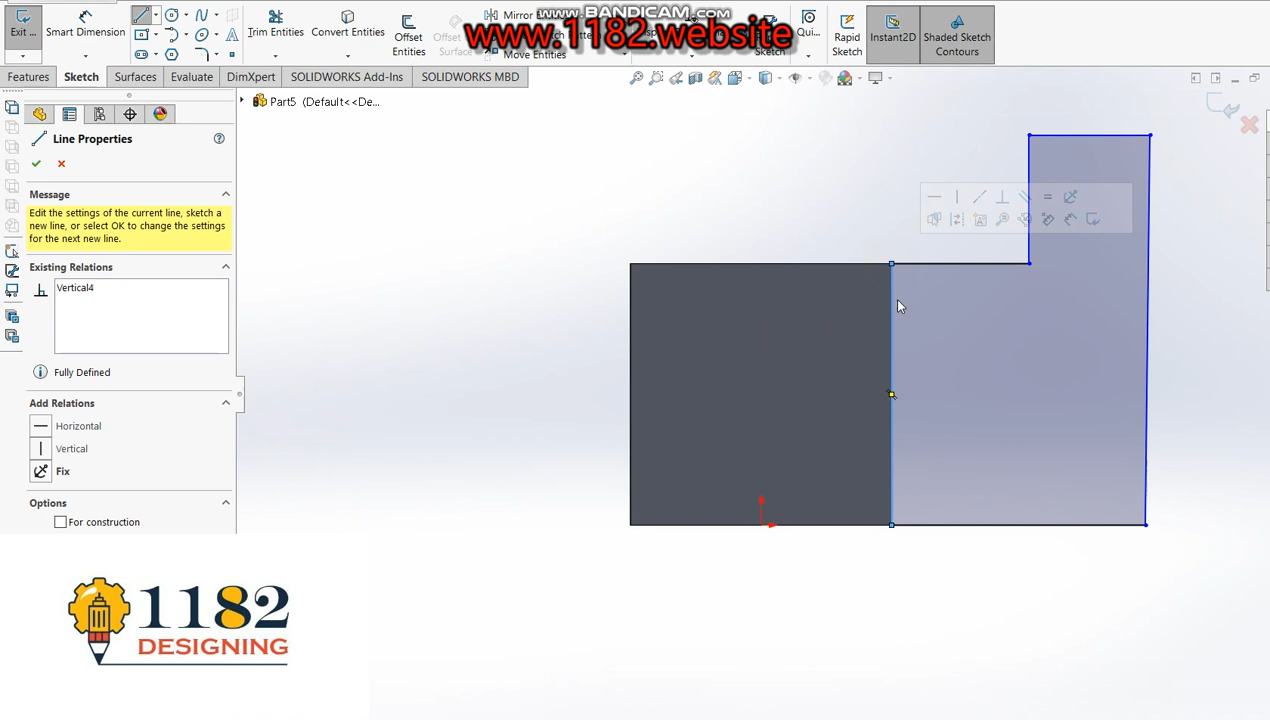 WWW.BANDICAM.COM
www.1182.website
Exit ...
Smart Dimension
Trim Entities
Convert Entities
Offset Entities
Offset
Mirror
Move Entities
Sketch
Qui...
Rapid Sketch
Instant2D
Shaded Sketch Contours
Features
Sketch
Surfaces
Evaluate
DimXpert
SOLIDWORKS Add-Ins
SOLIDWORKS MBD
Part5 (Default<<De...
Line Properties
Message
Edit the settings of the current line, sketch a
new line, or select OK to change the settings
for the next new line.
Existing Relations
Vertical4
Fully Defined
Add Relations
Horizontal
Vertical
Fix
Options
For construction
1182
DESIGNING